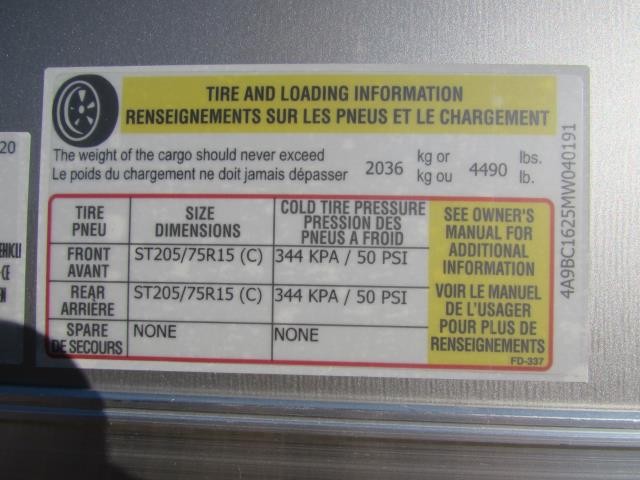 TIRE AND LOADING INFORMATION
RENSEIGNEMENTS SUR LES PNEUS ET LE CHARGEMENT
20
The weight of the cargo should never exceed 2036 kg or 4490 lbs.
Le poids du chargement ne doit jamais dépasser kg ou lb.
TIRE PNEU
SIZE DIMENSIONS
COLD TIRE PRESSURE
PRESSION DES
PNEUS A FROID
SEE OWNER'S
MANUAL FOR
ADDITIONAL
INFORMATION
FRONT AVANT
ST205/75R15 (C)
344 KPA / 50 PSI
REAR ARRIÈRE
ST205/75R15 (C)
344 KPA / 50 PSI
VOIR LE MANUEL
DE L'USAGER
POUR PLUS DE
RENSEIGNEMENTS
SPARE DE SECOURS
NONE
NONE
FD-337
4A9BC1625MW040191